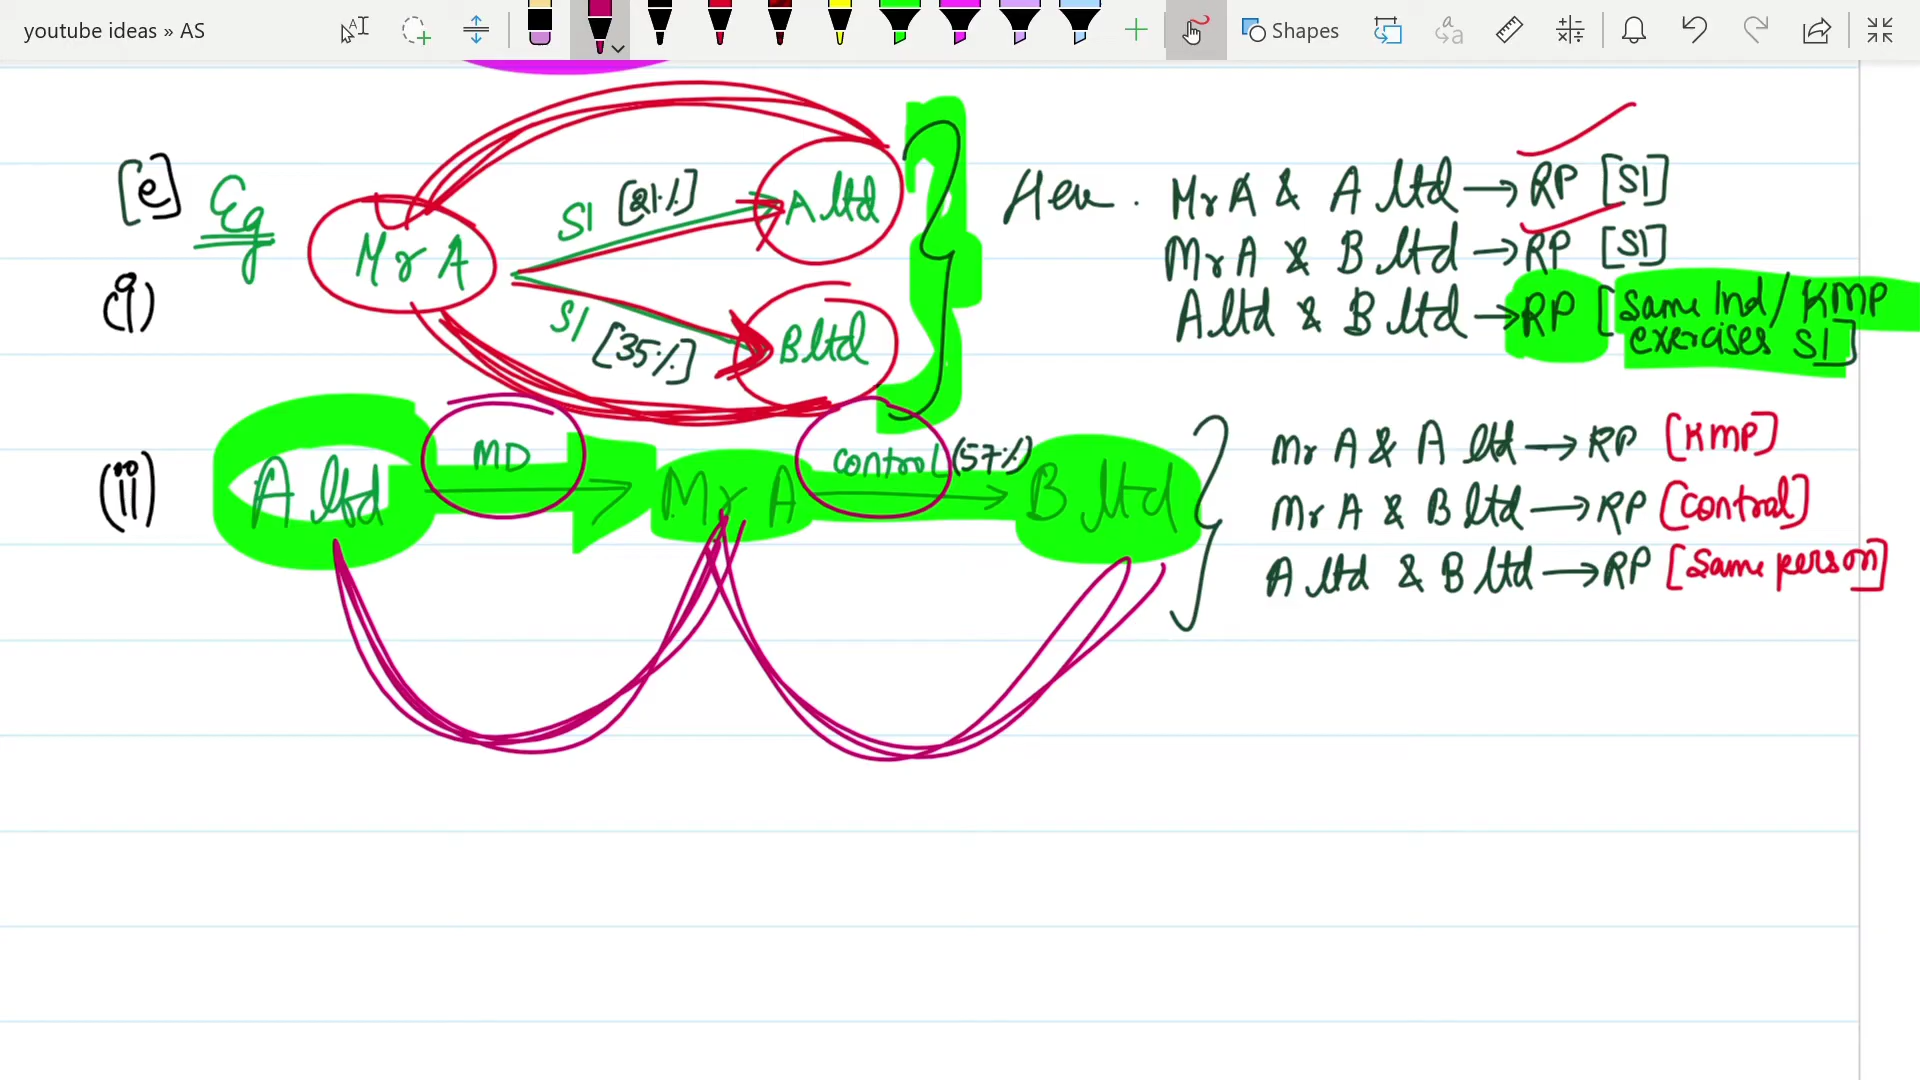 youtube ideas » AS
Shapes
[e] Eg
(i)
Mr A
SI [21%] A ltd
SI [35%] B ltd
Here. Mr A & A ltd → RP [SI]
Mr A & B ltd → RP [SI]
A ltd & B ltd → RP [Same Ind/KMP
exercises SI]
(ii) A ltd MD → Mr A control (57%) → B ltd
Mr A & A ltd → RP [KMP]
Mr A & B ltd → RP [Control]
A ltd & B ltd → RP [Same person]